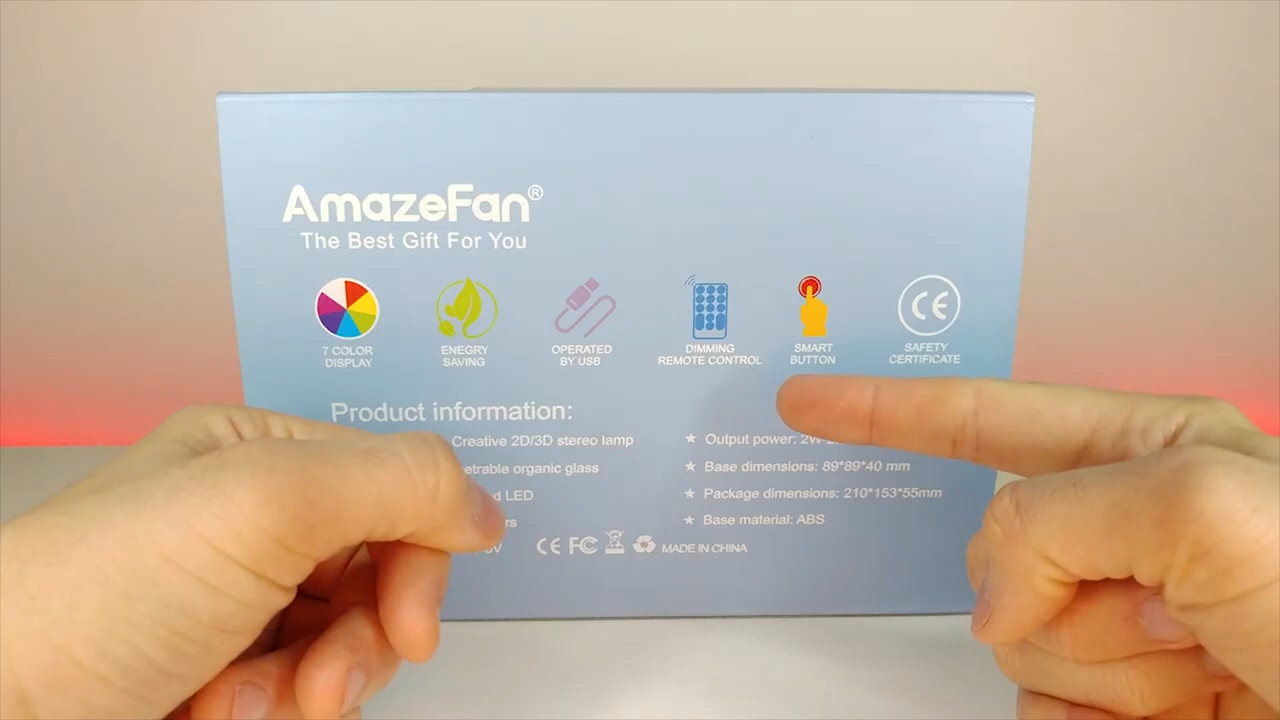 AmazeFan®
The Best Gift For You
7 COLOR
DISPLAY
ENEGRY
SAVING
OPERATED
BY USB
DIMMING
REMOTE CONTROL
SMART
BUTTON
SAFETY
CERTIFICATE
Product information:
Creative 2D/3D stereo lamp
LED
★ Output power:
★ Base dimensions: 89*89*40 mm
★ Package dimensions: 210*153*55mm
★ Base material: ABS
organic glass
CE FC MADE IN CHINA